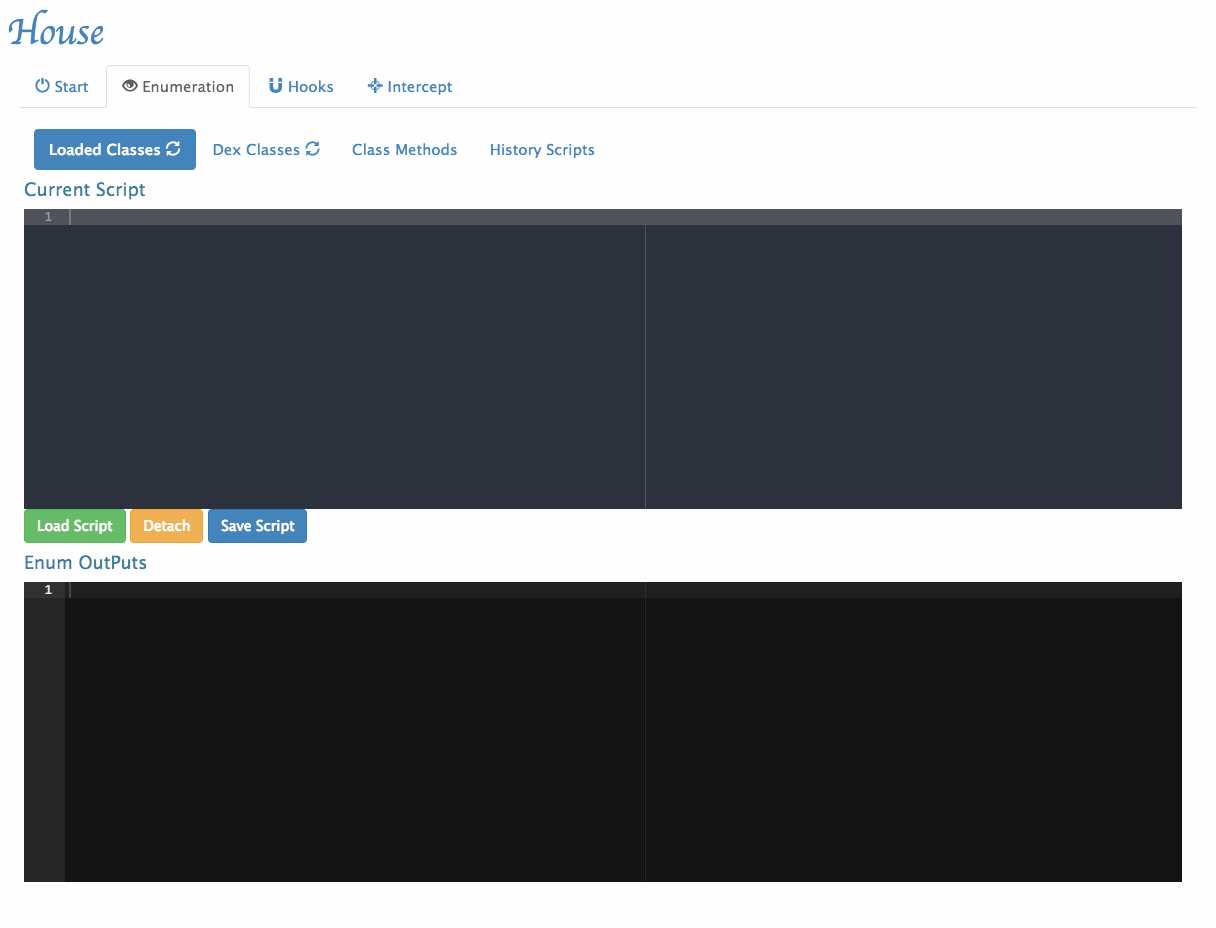 House
Start Enumeration Hooks Intercept
Loaded Classes Dex Classes Class Methods History Scripts
Current Script
1
Load Script Detach Save Script
Enum OutPuts
1